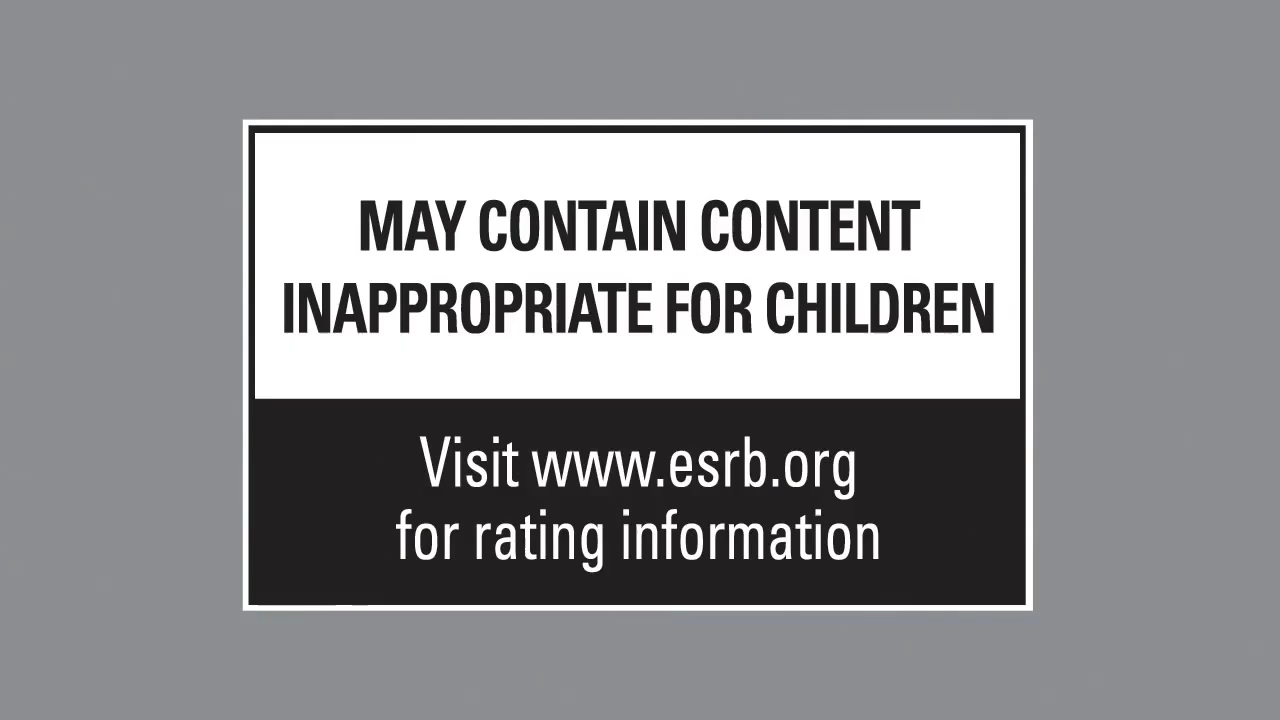 MAY CONTAIN CONTENT
INAPPROPRIATE FOR CHILDREN
Visit www.esrb.org
for rating information